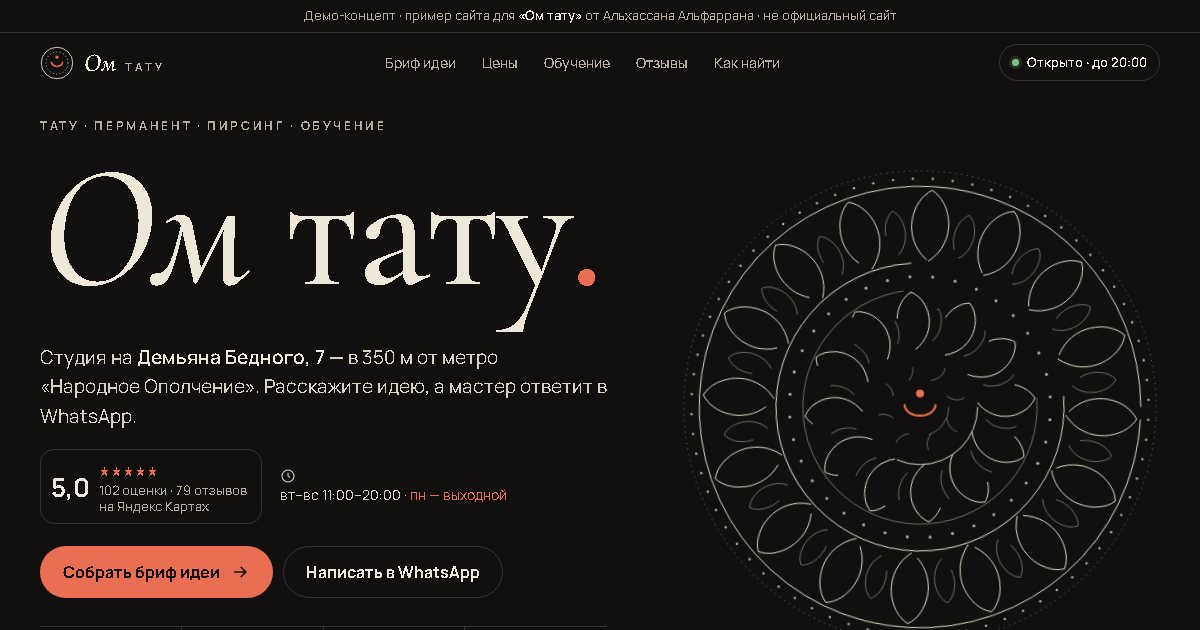 Демо-концепт · пример сайта для «Ом тату» от Альхассана Альфаррана · не официальный сайт
Ом ТАТУ
Бриф идеи Цены Обучение Отзывы Как найти
Открыто · до 20:00
ТАТУ · ПЕРМАНЕНТ · ПИРСИНГ · ОБУЧЕНИЕ
Ом тату.
Студия на Демьяна Бедного, 7 — в 350 м от метро
«Народное Ополчение». Расскажите идею, а мастер ответит в
WhatsApp.
5,0 ★★★★★
102 оценки · 79 отзывов
на Яндекс Картах
вт–вс 11:00–20:00 · пн — выходной
Собрать бриф идеи →
Написать в WhatsApp